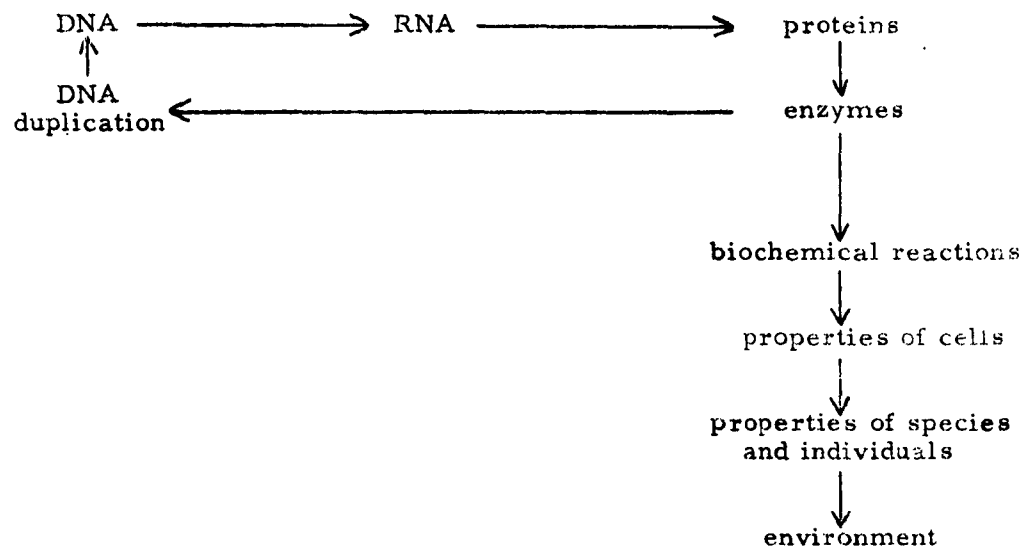 DNA RNA proteins
DNA
duplication
enzymes
biochemical reactions
properties of cells
properties of species
and individuals
environment